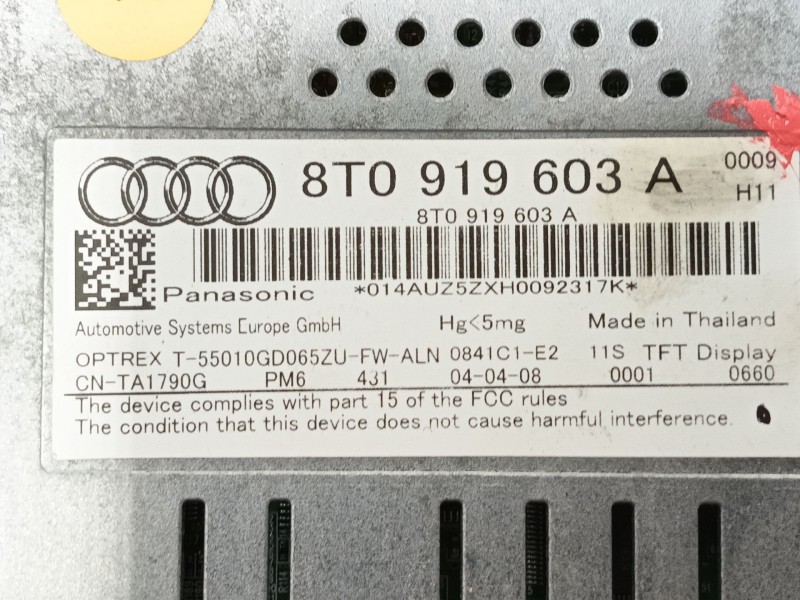 8T0 919 603 A 0009
H11
8T0 919 603 A
*014AUZ5ZXH0092317K*
Panasonic
Automotive Systems Europe GmbH Hg<5mg Made in Thailand
OPTREX T-55010GD065ZU-FW-ALN 0841C1-E2 11S TFT Display
CN-TA1790G PM6 431 04-04-08 0001 0660
The device complies with part 15 of the FCC rules
The condition that this device does not cause harmful interference.